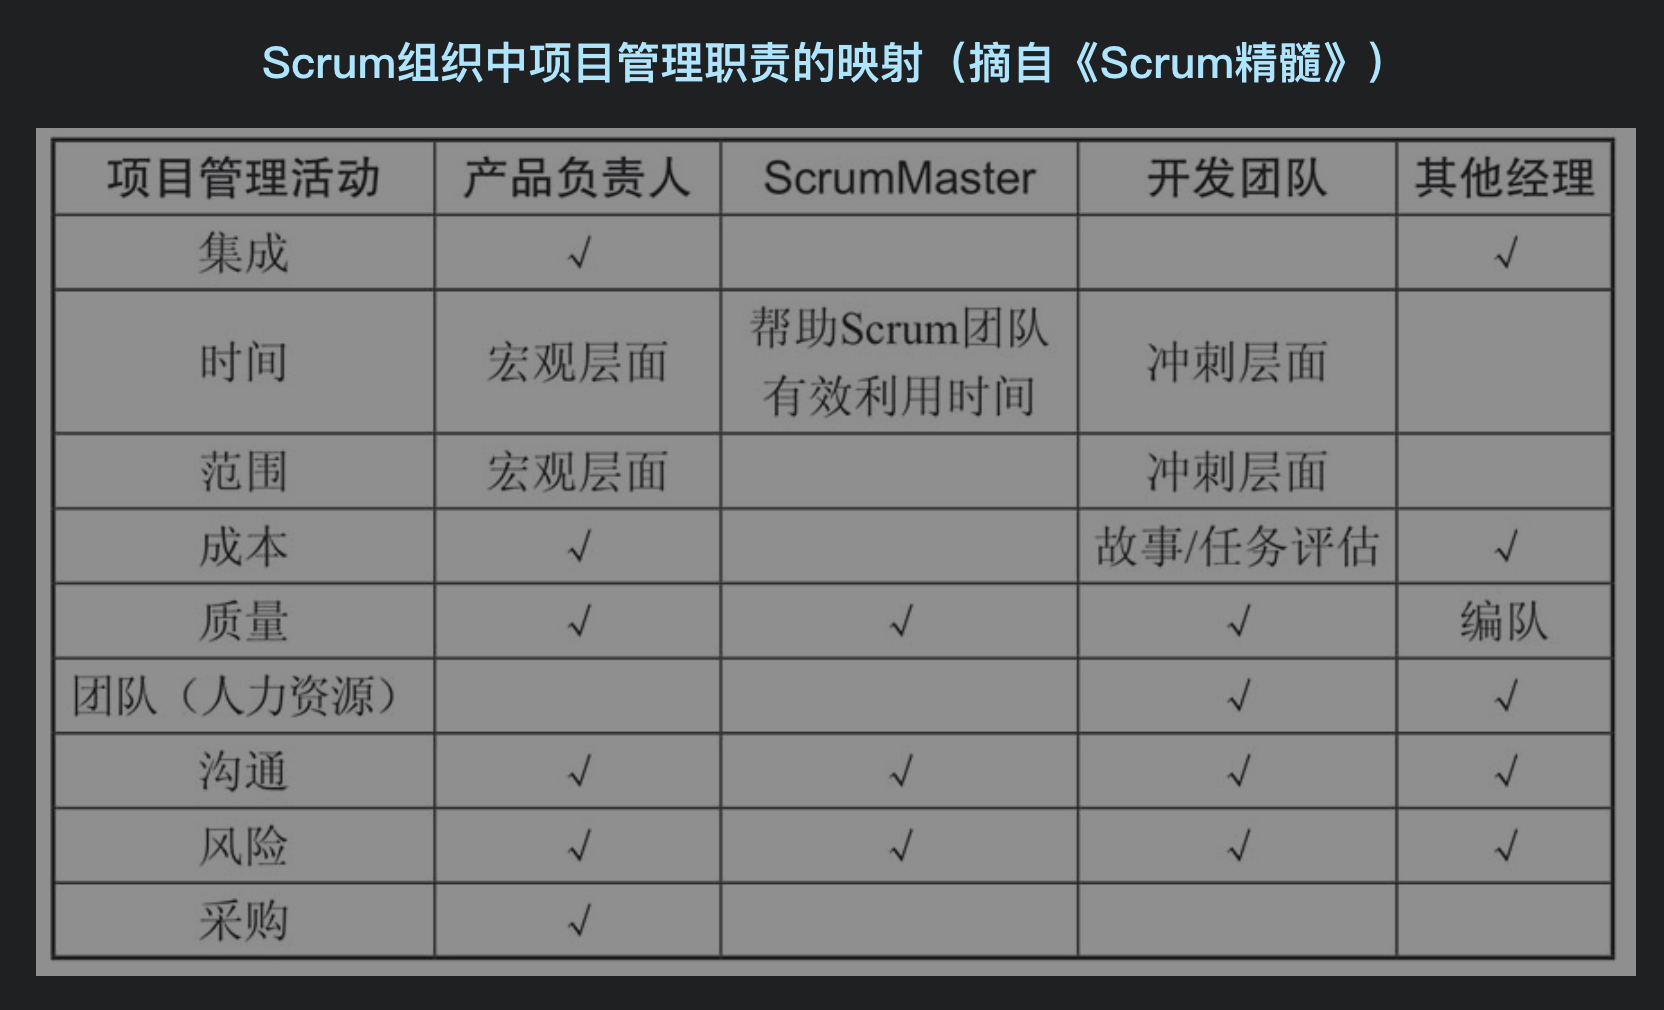 Scrum组织中项目管理职责的映射（摘自《Scrum精髓》）
项目管理活动 产品负责人 ScrumMaster 开发团队 其他经理
集成 √ √
时间 宏观层面 帮助Scrum团队 冲刺层面
有效利用时间
范围 宏观层面 冲刺层面
成本 √ 故事/任务评估 √
质量 √ √ √ 编队
团队（人力资源） √ √
沟通 √ √ √ √
风险 √ √ √ √
采购 √